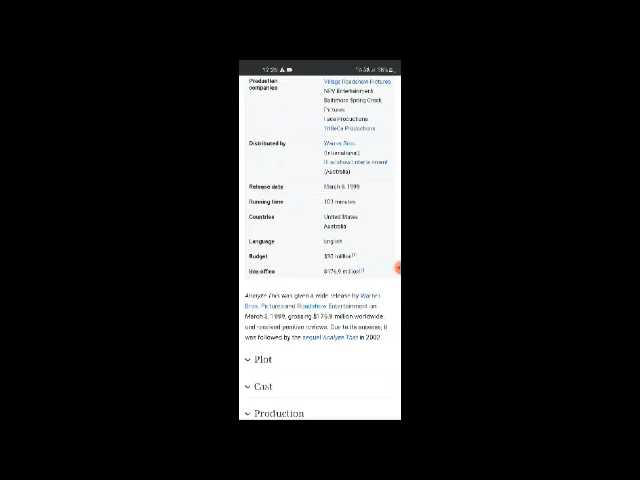 Production companies
Village Roadshow Pictures
NPV Entertainment
Baltimore Spring Creek
Pictures
Face Productions
TriBeCa Productions
Distributed by
Warner Bros.
(International)
Roadshow Entertainment
(Australia)
Release date March 5, 1999
Running time 103 minutes
Countries United States
Australia
Language English
Budget
Box office $176.9 million[1]
Analyze This was given a wide release by Warner
Bros. Pictures and Roadshow Entertainment on
March 5, 1999, grossing $176.9 million worldwide,
and received positive reviews. Due to its success, it
was followed by the sequel Analyze That in 2002.
Plot
Cast
Production